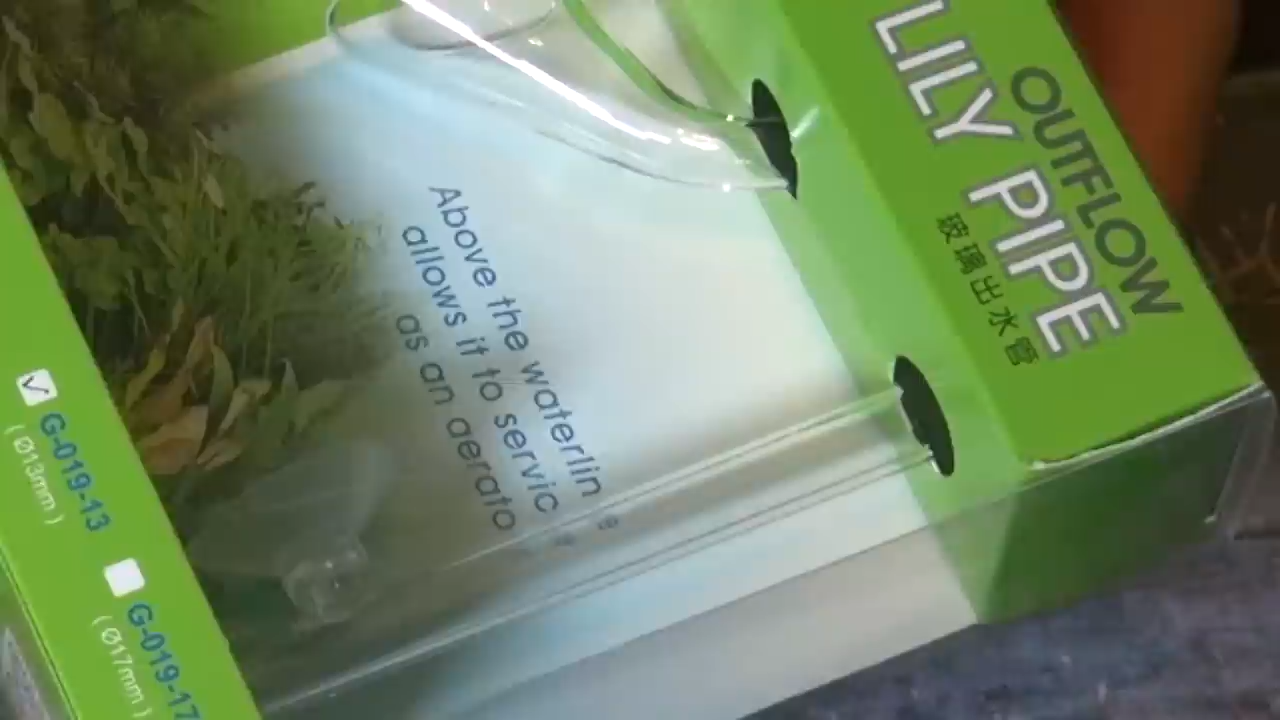 OUTFLOW
LILY PIPE
玻璃出水管
Above the waterlin
allows it to servic
as an aerato
G-019-13
(Ø13mm)
G-019-17
(Ø17mm)